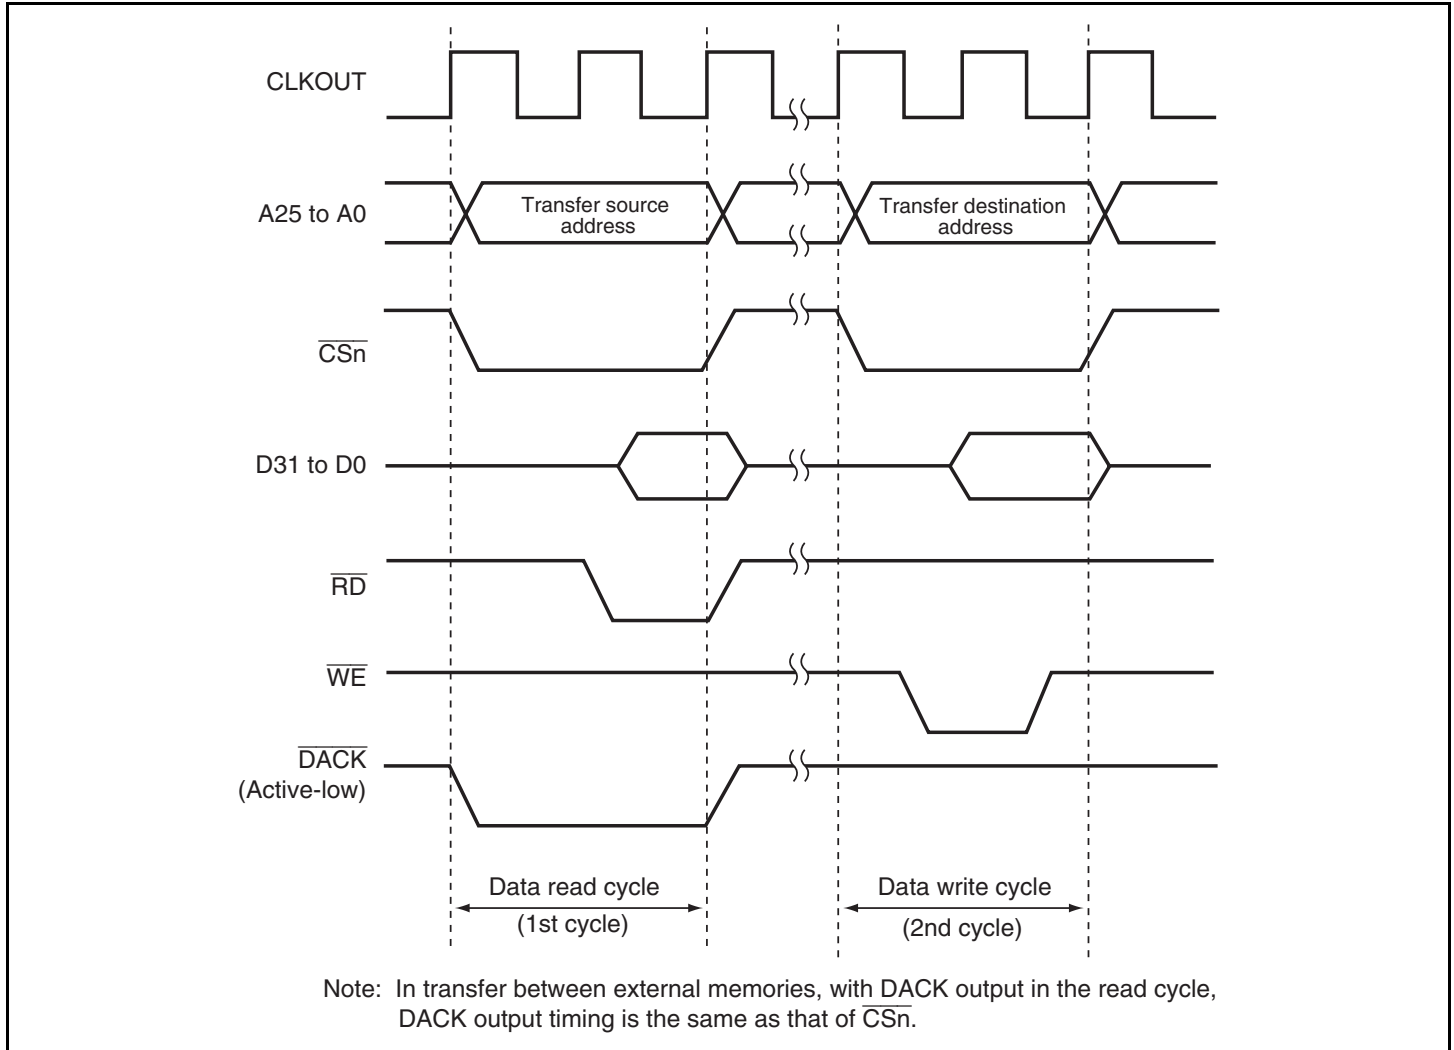 CLKOUT
A25 to A0
Transfer source
address
Transfer destination
address
CSn
D31 to D0
RD
WE
DACK
(Active-low)
Data read cycle
(1st cycle)
Data write cycle
(2nd cycle)
Note: In transfer between external memories, with DACK output in the read cycle,
DACK output timing is the same as that of CSn.